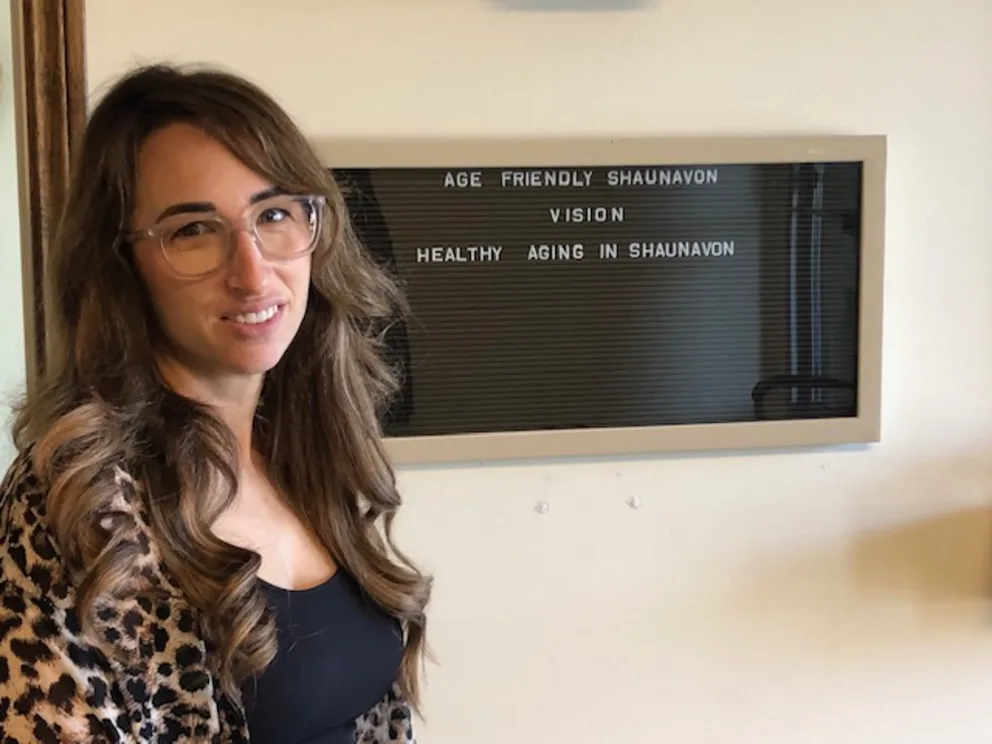 AGE FRIENDLY SHAUNAVON
VISION
HEALTHY AGING IN SHAUNAVON